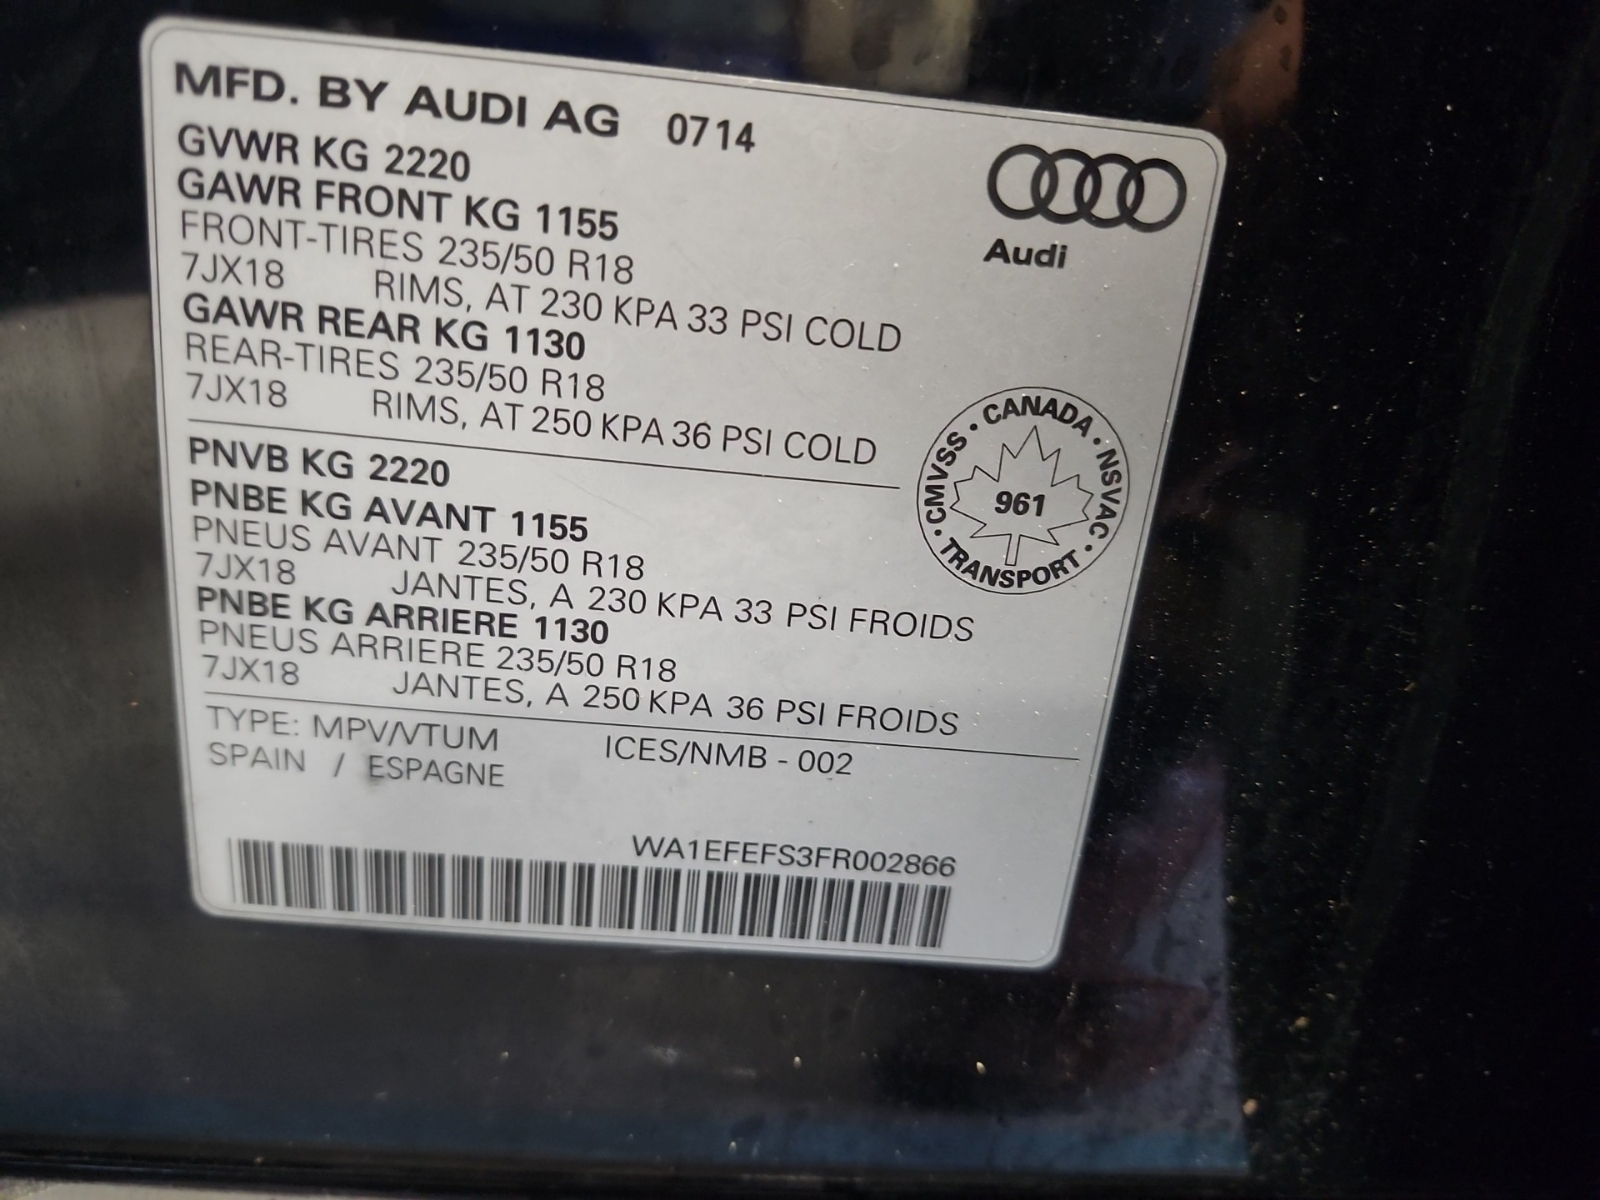 MFD. BY AUDI AG 0714
GVWR KG 2220
GAWR FRONT KG 1155
FRONT-TIRES 235/50 R18
7JX18 RIMS, AT 230 KPA 33 PSI COLD
GAWR REAR KG 1130
REAR-TIRES 235/50 R18
7JX18 RIMS, AT 250 KPA 36 PSI COLD
Audi
PNVB KG 2220
PNBE KG AVANT 1155
PNEUS AVANT 235/50 R18
7JX18 JANTES, A 230 KPA 33 PSI FROIDS
PNBE KG ARRIERE 1130
PNEUS ARRIERE 235/50 R18
7JX18 JANTES, A 250 KPA 36 PSI FROIDS
CMVSS · CANADA · NSVAC · TRANSPORT ·
961
TYPE: MPV/VTUM ICES/NMB - 002
SPAIN / ESPAGNE
WA1EFEFS3FR002866